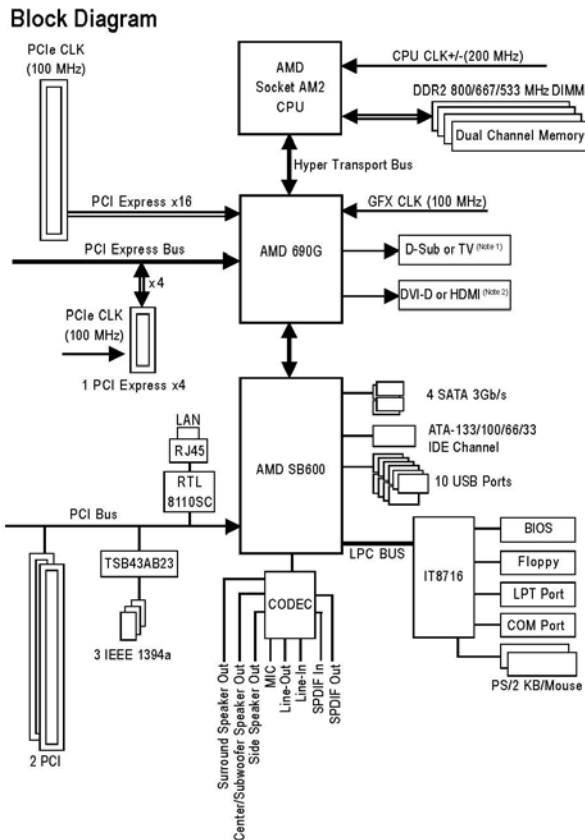 Block Diagram
PCIe CLK
(100 MHz)
AMD
Socket AM2
CPU
CPU CLK+/-(200 MHz)
DDR2 800/667/533 MHz DIMM
Dual Channel Memory
Hyper Transport Bus
PCI Express x16
GFX CLK (100 MHz)
AMD 690G
D-Sub or TV (Note 1)
PCI Express Bus
x4
DVI-D or HDMI (Note 2)
PCIe CLK
(100 MHz)
1 PCI Express x4
4 SATA 3Gb/s
LAN
RJ45
AMD SB600
ATA-133/100/66/33
IDE Channel
RTL
8110SC
10 USB Ports
PCI Bus
LPC BUS
TSB43AB23
IT8716
BIOS
Floppy
CODEC
LPT Port
COM Port
3 IEEE 1394a
PS/2 KB/Mouse
2 PCI
Surround Speaker Out
Center/Subwoofer Speaker Out
Side Speaker Out
MIC
Line-Out
Line-In
SPDIF In
SPDIF Out